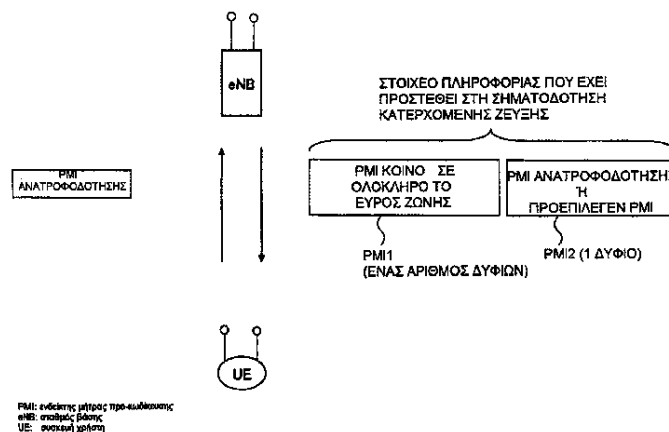 eNB
ΣΤΟΙΧΕΟ ΠΛΗΡΟΦΟΡΙΑΣ ΠΟΥ ΕΧΕΙ
ΠΡΟΣΤΕΘΕΙ ΣΤΗ ΣΗΜΑΤΟΔΟΤΗΣΗ
ΚΑΤΕΡΧΟΜΕΝΗΣ ΖΕΥΞΗΣ
PMI
ΑΝΑΤΡΟΦΟΔΟΤΗΣΗΣ
PMI ΚΟΙΝΟ ΣΕ
ΟΛΟΚΛΗΡΟ ΤΟ
ΕΥΡΟΣ ΖΩΝΗΣ
PMI ΑΝΑΤΡΟΦΟΔΟΤΗΣΗΣ
Ή
ΠΡΟΕΠΙΛΕΓΕΝ PMI
PMI1
(ΕΝΑΣ ΑΡΙΘΜΟΣ ΔΥΦΙΩΝ)
PMI2 (1 ΔΥΦΙΟ)
UE
PMI: ενδείκτης μήτρας προ-κωδίκευσης
eNB: σταθμός βάσης
UE: συσκευή χρήστη